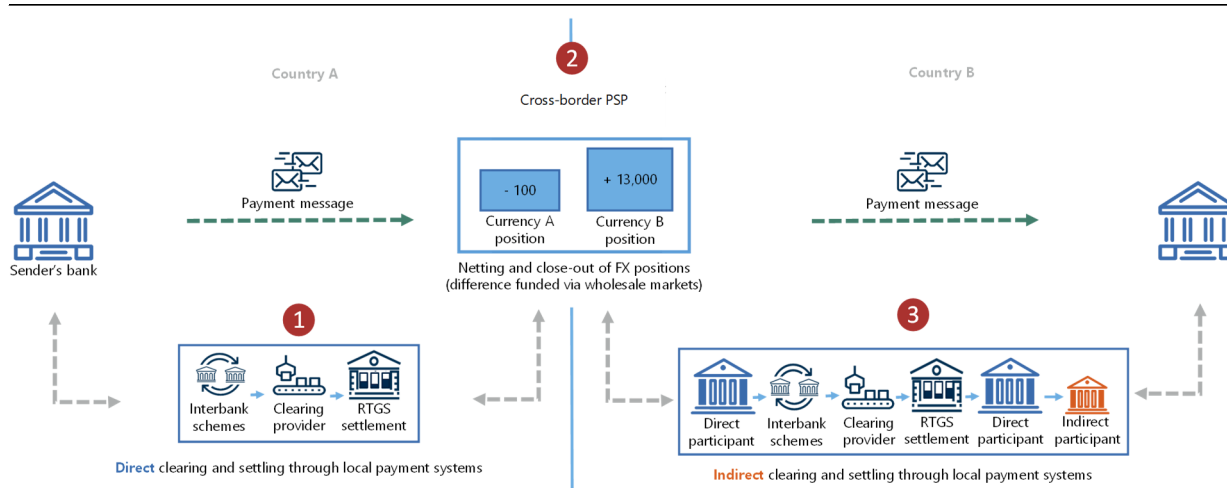 2
Country A
Country B
Cross-border PSP
- 100
+ 13,000
Payment message
Payment message
Currency A
position
Currency B
position
Sender's bank
Netting and close-out of FX positions
(difference funded via wholesale markets)
1
3
Interbank
schemes
Clearing
provider
RTGS
settlement
Direct
participant
Interbank
schemes
Clearing
provider
RTGS
settlement
Direct
participant
Indirect
participant
Direct clearing and settling through local payment systems
Indirect clearing and settling through local payment systems